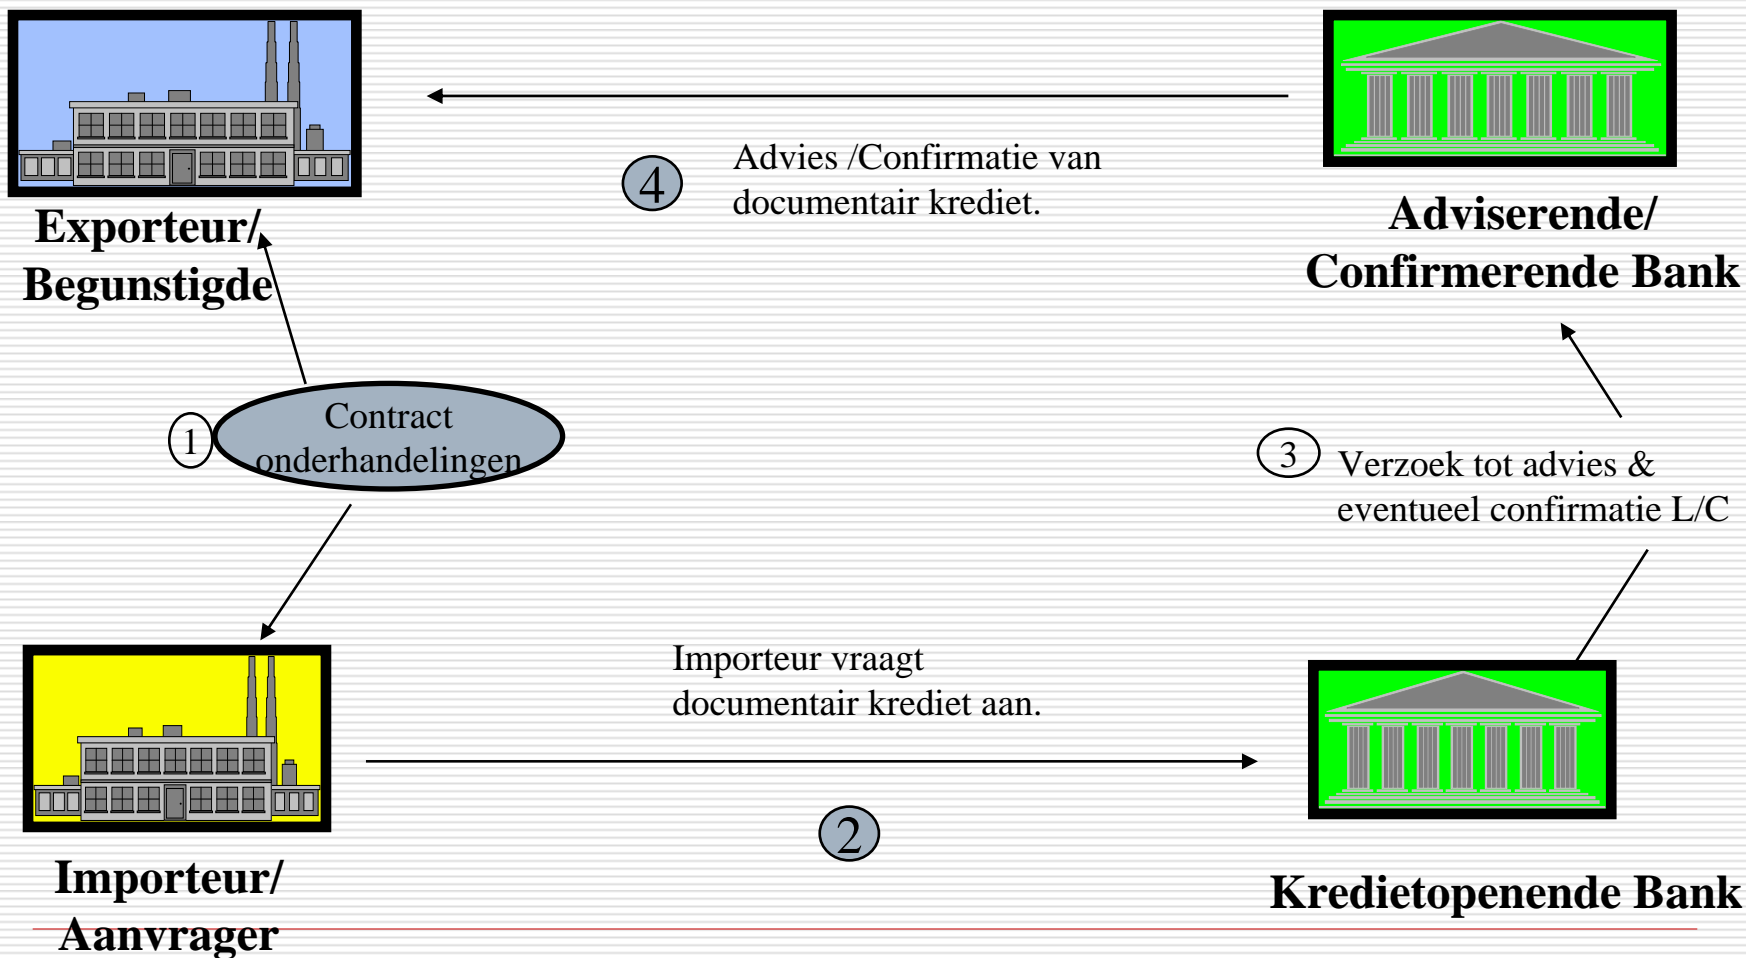 4
Advies /Confirmatie van
documentair krediet.
Exporteur/
Begunstigde
Adviserende/
Confirmerende Bank
1
Contract
onderhandelingen
3
Verzoek tot advies &
eventueel confirmatie L/C
Importeur vraagt
documentair krediet aan.
2
Importeur/
Aanvrager
Kredietopenende Bank